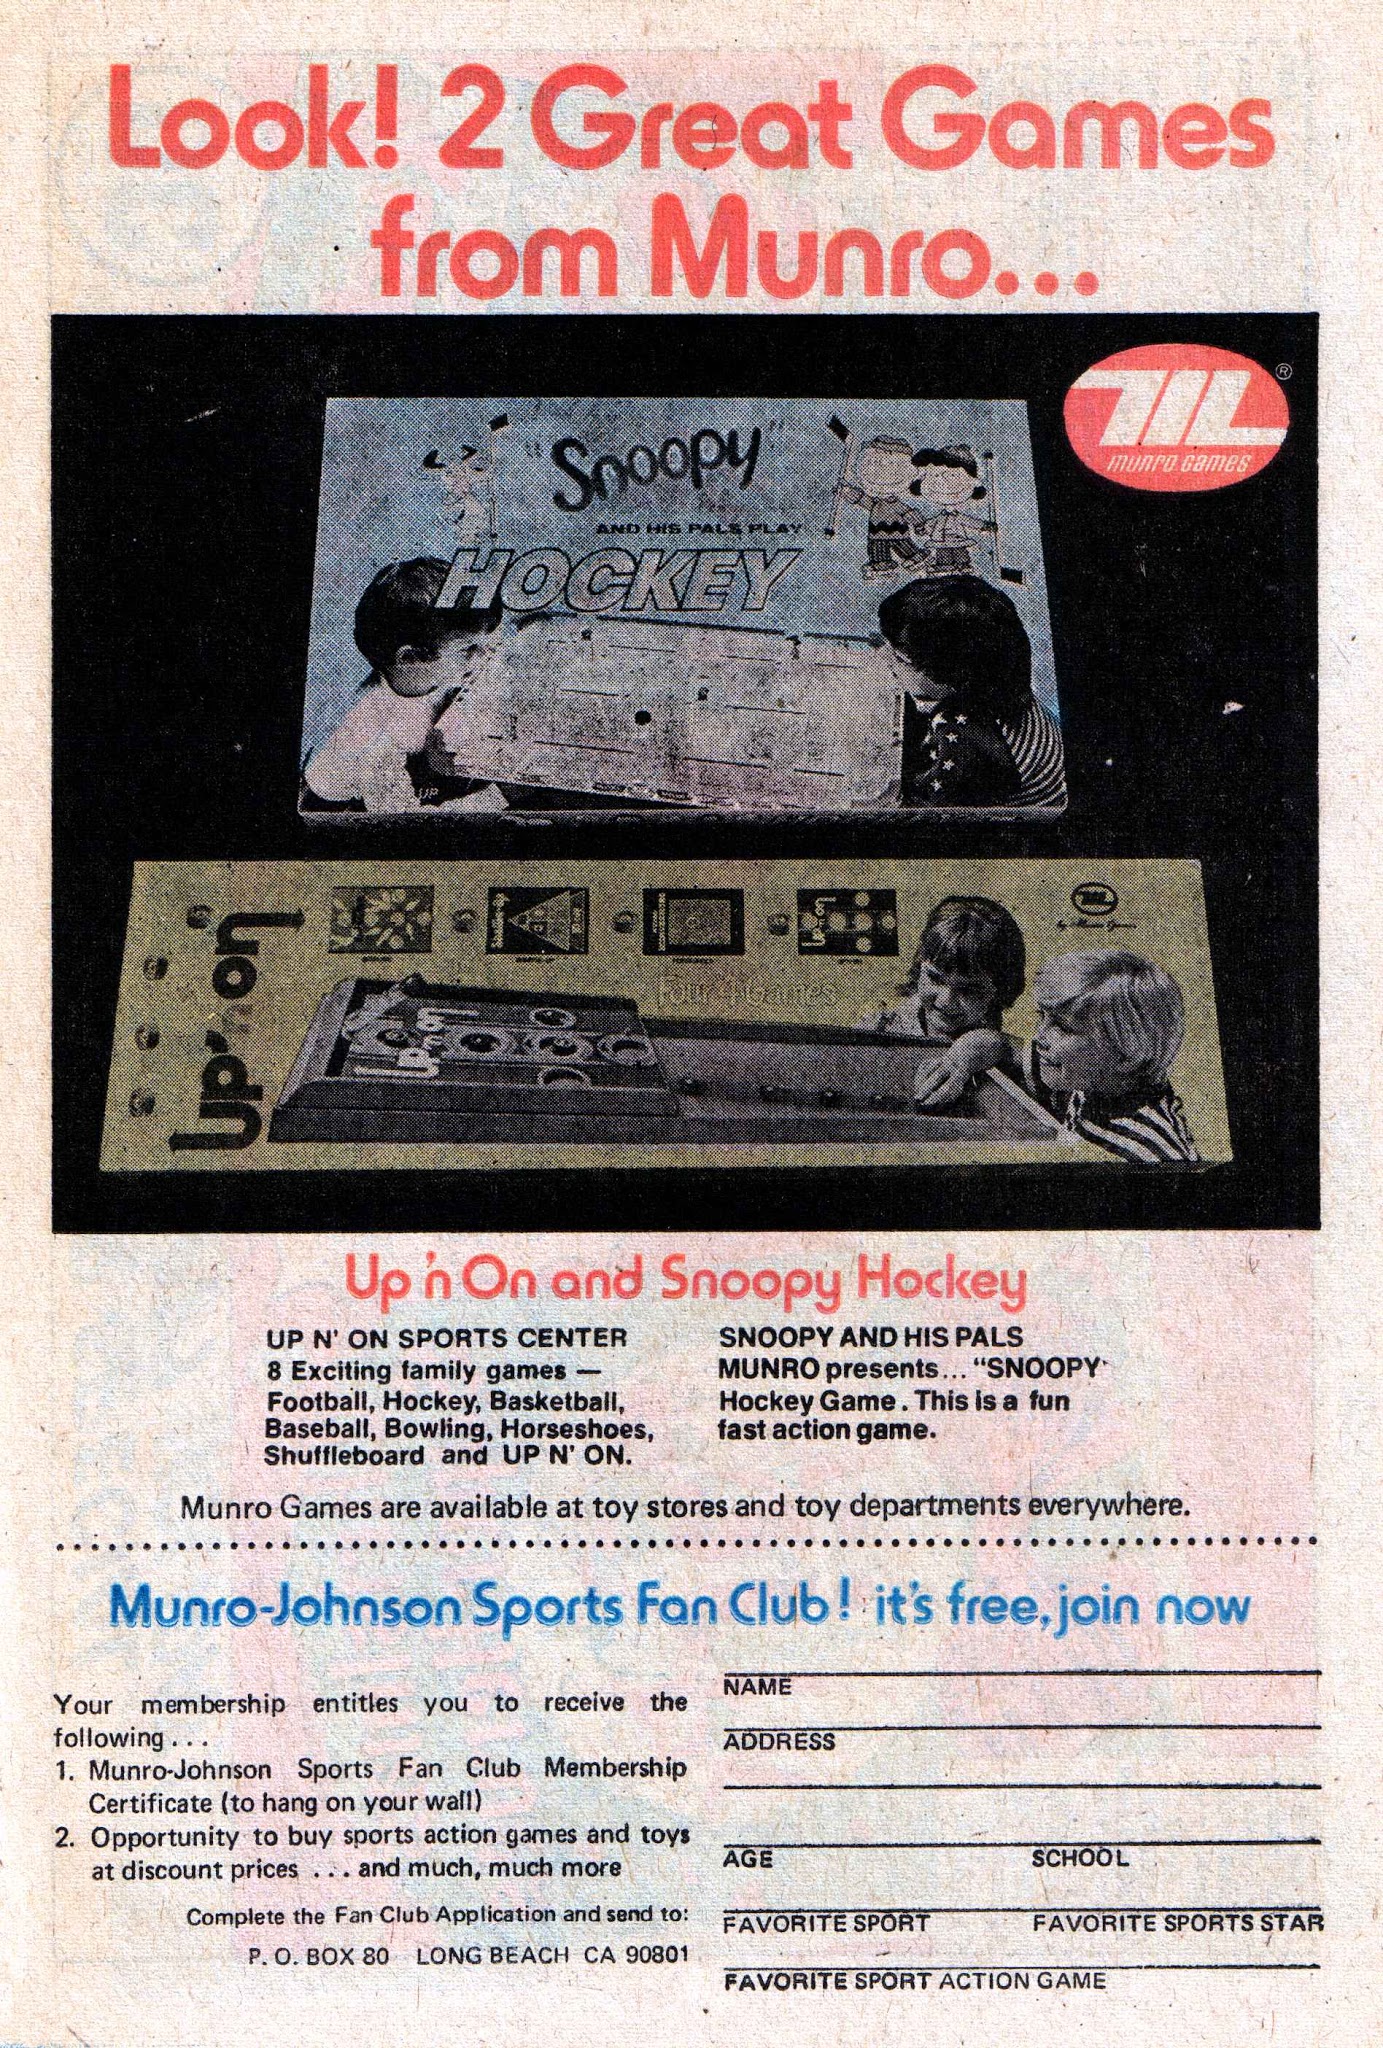 Look! 2 Great Games
from Munro...
munro games
®
"Snoopy"
AND HIS PALS PLAY
HOCKEY
UP
Up 'n On
Four 4 Games
Up 'n On
Up 'n On and Snoopy Hockey
UP N' ON SPORTS CENTER
8 Exciting family games —
Football, Hockey, Basketball,
Baseball, Bowling, Horseshoes,
Shuffleboard and UP N' ON.
SNOOPY AND HIS PALS
MUNRO presents... "SNOOPY'
Hockey Game. This is a fun
fast action game.
Munro Games are available at toy stores and toy departments everywhere.
Munro-Johnson Sports Fan Club! it's free, join now
Your membership entitles you to receive the
following...
1. Munro-Johnson Sports Fan Club Membership
Certificate (to hang on your wall)
2. Opportunity to buy sports action games and toys
at discount prices ... and much, much more
Complete the Fan Club Application and send to:
P. O. BOX 80 LONG BEACH CA 90801
NAME
ADDRESS
AGE SCHOOL
FAVORITE SPORT FAVORITE SPORTS STAR
FAVORITE SPORT ACTION GAME